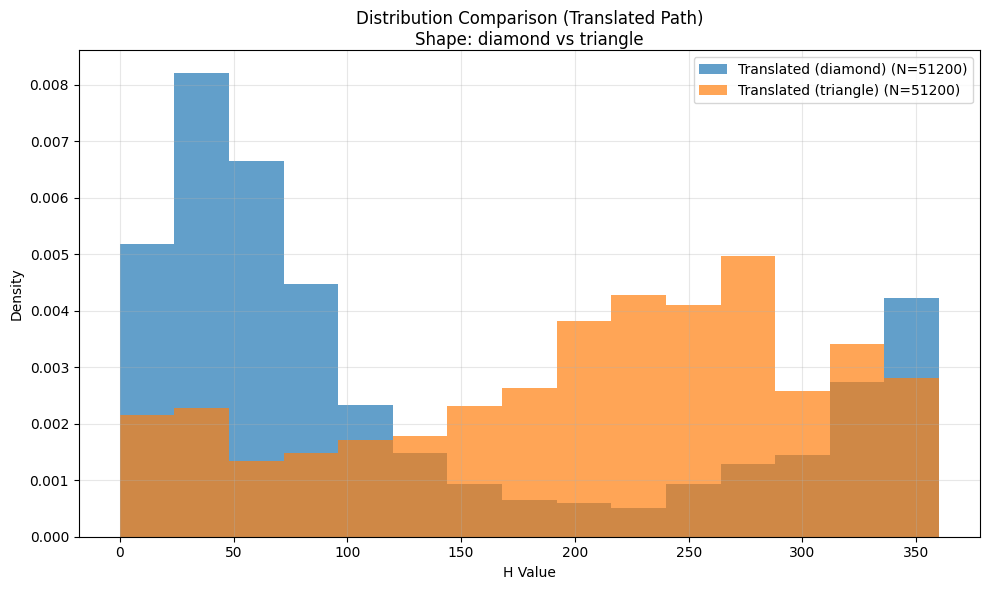 Distribution Comparison (Translated Path)
Shape: diamond vs triangle
Translated (diamond) (N=51200)
Translated (triangle) (N=51200)
Density
0.008
0.007
0.006
0.005
0.004
0.003
0.002
0.001
0.000
0 50 100 150 200 250 300 350
H Value